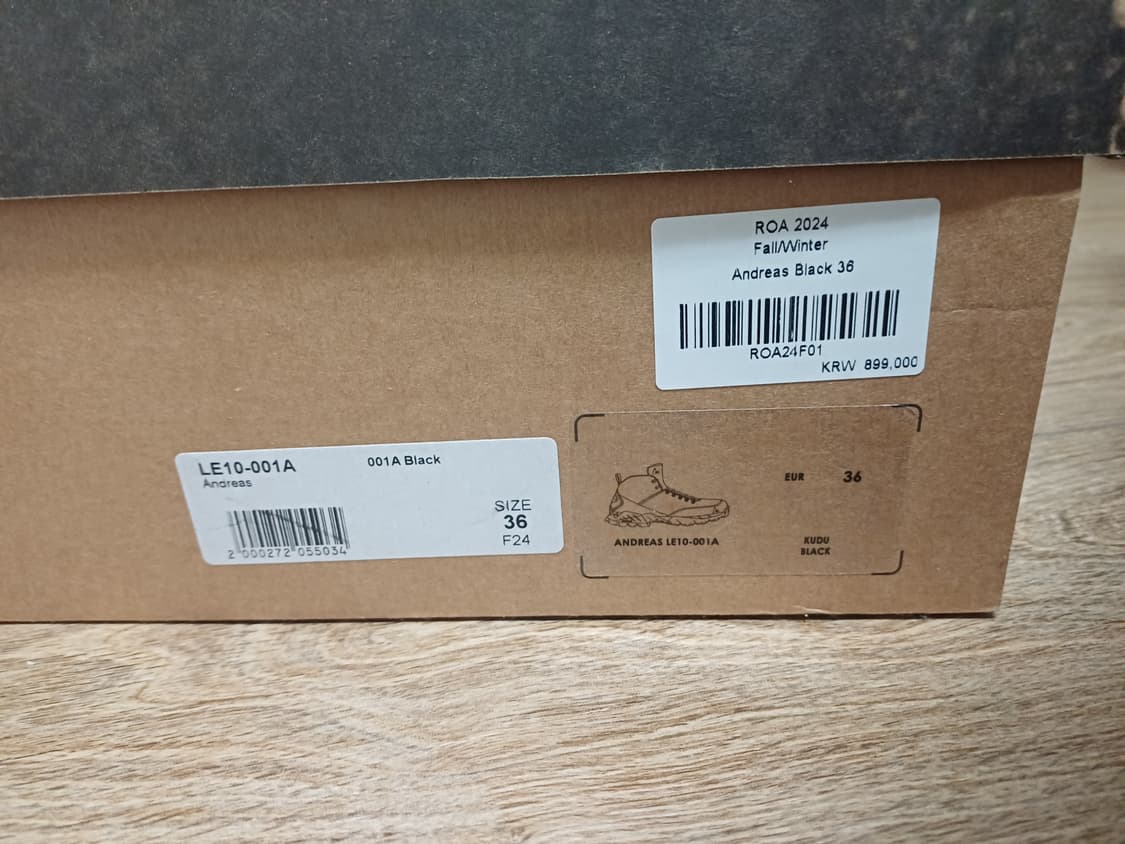 ROA 2024
Fall/Winter
Andreas Black 36
ROA24F01
KRW 899,000
LE10-001A
001A Black
Andreas
SIZE
36
F24
2 000272 055034
EUR 36
ANDREAS LE10-001A
KUDU
BLACK